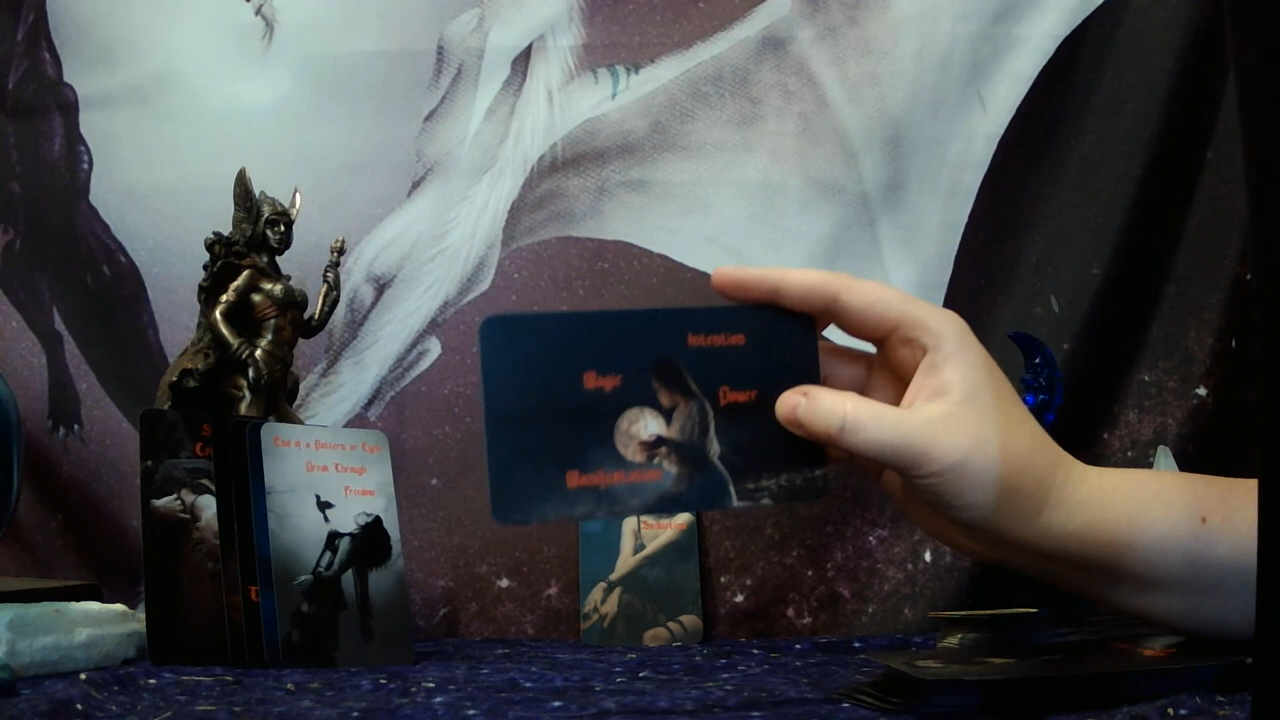 Intention
Magic
Power
Manifestation
End of a Pattern or Cycle
Break Through
Freedom
Seduction